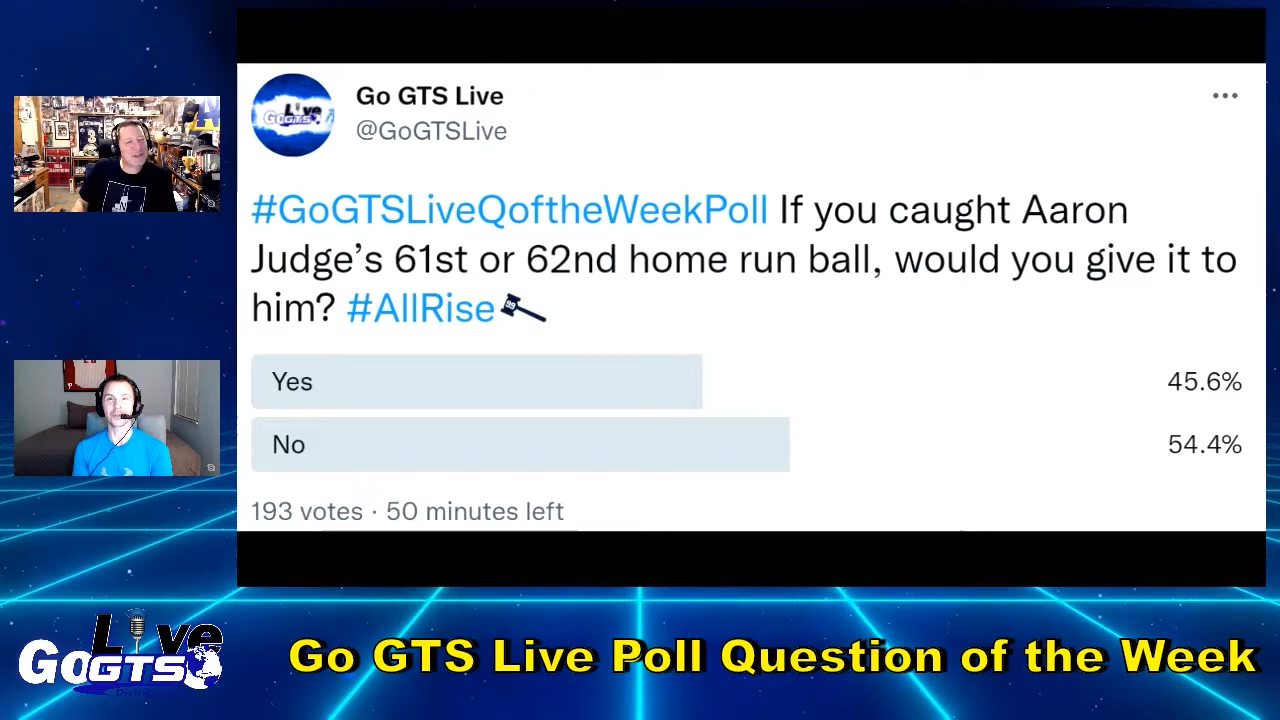 Go GTS Live
@GoGTSLive
#GoGTSLiveQoftheWeekPoll If you caught Aaron
Judge’s 61st or 62nd home run ball, would you give it to
him? #AllRise
99
Yes 45.6%
No 54.4%
193 votes · 50 minutes left
Live
GoGTS
Go GTS Live Poll Question of the Week